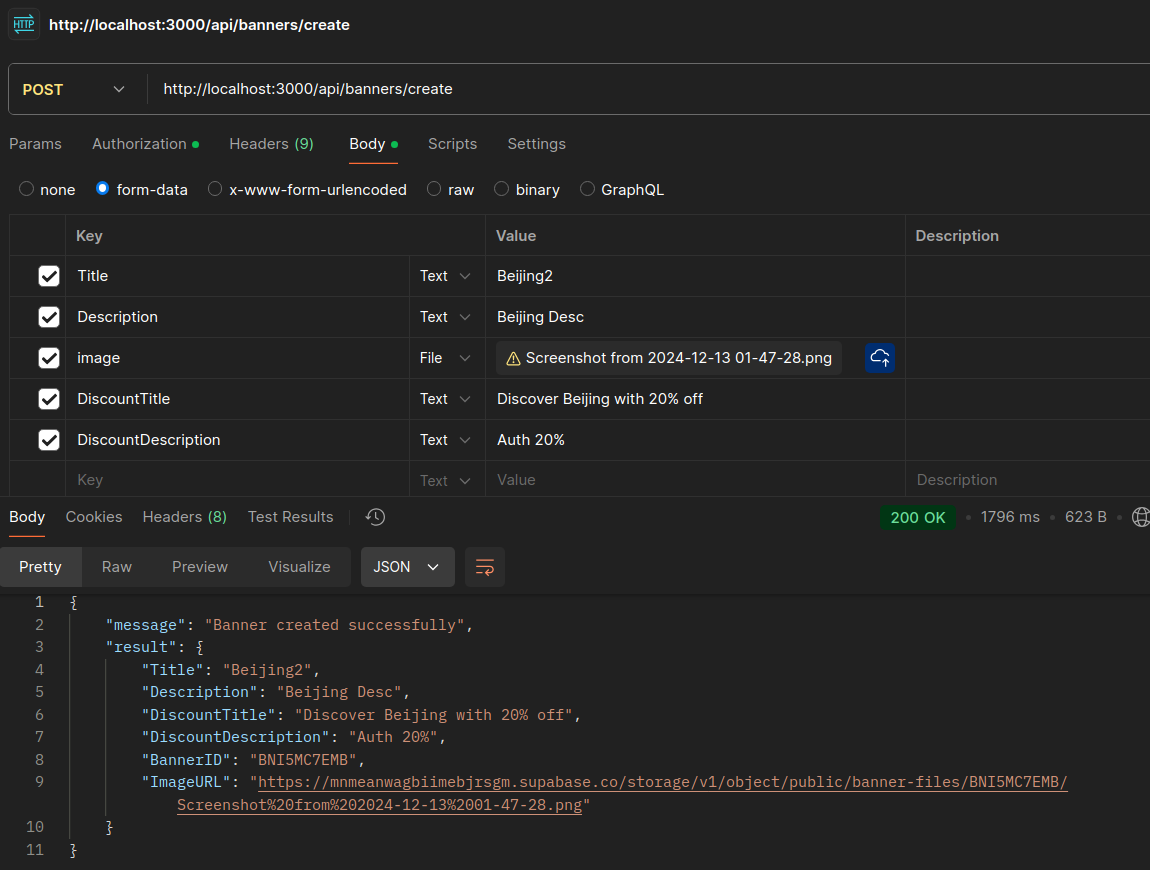 HTTP http://localhost:3000/api/banners/create
POST http://localhost:3000/api/banners/create
Params Authorization Headers (9) Body Scripts Settings
none form-data x-www-form-urlencoded raw binary GraphQL
Key Value Description
Title Text Beijing2
Description Text Beijing Desc
image File Screenshot from 2024-12-13 01-47-28.png
DiscountTitle Text Discover Beijing with 20% off
DiscountDescription Text Auth 20%
Key Text Value Description
Body Cookies Headers (8) Test Results 200 OK • 1796 ms • 623 B •
Pretty Raw Preview Visualize JSON
1 {
2 "message": "Banner created successfully",
3 "result": {
4 "Title": "Beijing2",
5 "Description": "Beijing Desc",
6 "DiscountTitle": "Discover Beijing with 20% off",
7 "DiscountDescription": "Auth 20%",
8 "BannerID": "BNI5MC7EMB",
9 "ImageURL": "https://mnmeanwagbiimebjrsgm.supabase.co/storage/v1/object/public/banner-files/BNI5MC7EMB/
Screenshot%20from%202024-12-13%2001-47-28.png"
10 }
11 }